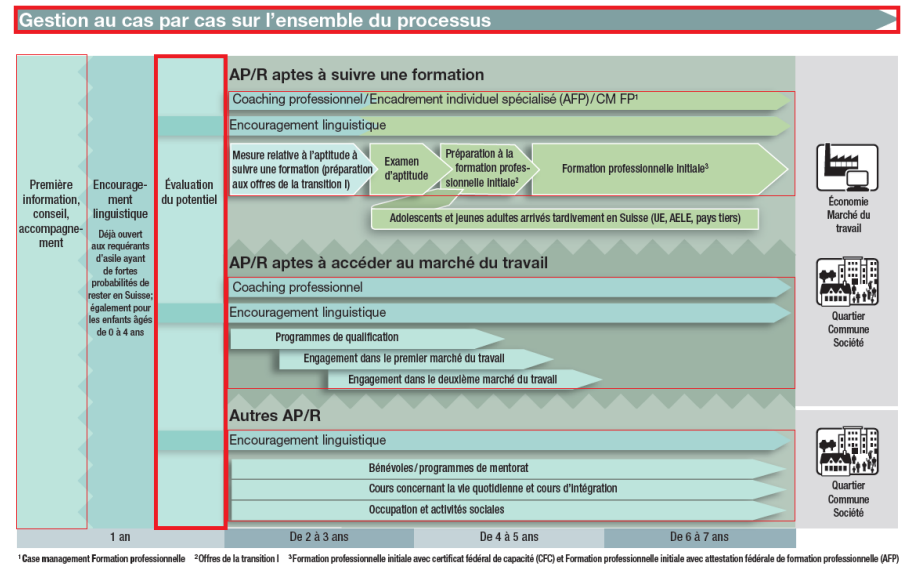 Gestion au cas par cas sur l'ensemble du processus
Première
information,
conseil,
accompagne-
ment
Encourage-
ment
linguistique
Déjà ouvert
aux requérants
d'asile ayant
de fortes
probabilités de
rester en Suisse;
également pour
les enfants âgés
de 0 à 4 ans
Évaluation
du potentiel
AP/R aptes à suivre une formation
Coaching professionnel/Encadrement individuel spécialisé (AFP)/CM FP¹
Encouragement linguistique
Mesure relative à l'aptitude à
suivre une formation (préparation
aux offres de la transition I)
Examen
d'aptitude
Préparation à la
formation profes-
sionnelle initiale²
Formation professionelle initiale³
Adolescents et jeunes adultes arrivés tardivement en Suisse (UE, AELE, pays tiers)
AP/R aptes à accéder au marché du travail
Coaching professionnel
Encouragement linguistique
Programmes de qualification
Engagement dans le premier marché du travail
Engagement dans le deuxième marché du travail
Autres AP/R
Encouragement linguistique
Bénévoles/programmes de mentorat
Cours concernant la vie quotidienne et cours d'intégration
Occupation et activités sociales
Économie
Marché du
travail
Quartier
Commune
Société
Quartier
Commune
Société
1 an
De 2 à 3 ans
De 4 à 5 ans
De 6 à 7 ans
¹Case management Formation professionelle ²Offres de la transition I ³Formation professionelle initiale avec certificat fédéral de capacité (CFC) et Formation professionelle initiale avec attestation fédérale de formation professionelle (AFP)